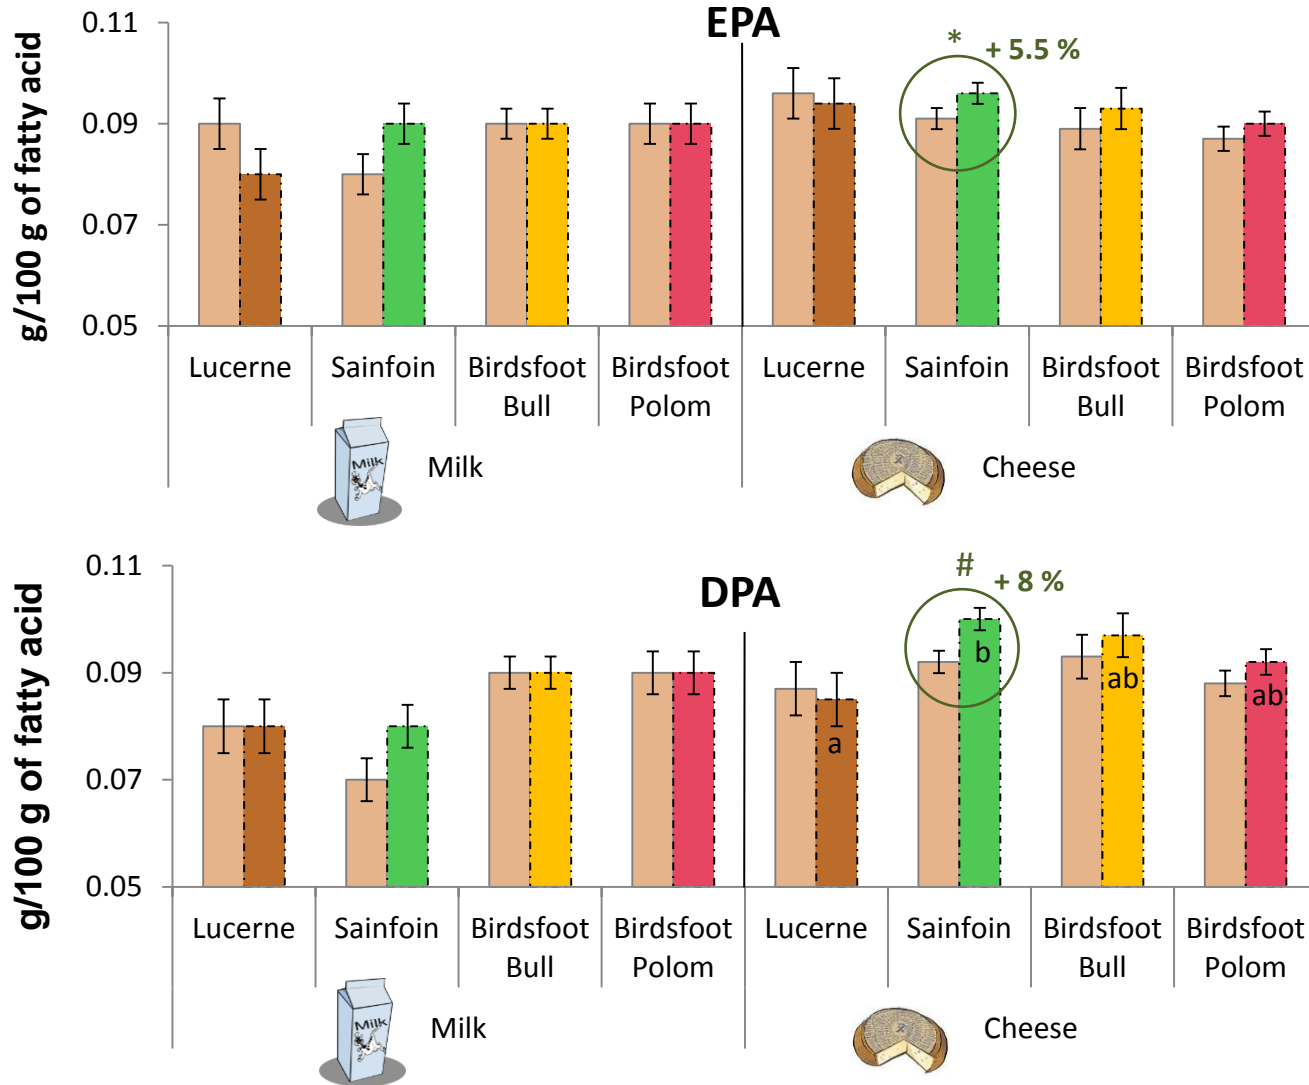 EPA
* + 5.5 %
g/100 g of fatty acid
0.11
0.09
0.07
0.05
Lucerne Sainfoin Birdsfoot Bull Birdsfoot Polom Lucerne Sainfoin Birdsfoot Bull Birdsfoot Polom
Milk
Milk
Cheese
DPA
# + 8 %
g/100 g of fatty acid
0.11
0.09
0.07
0.05
a
b
ab
ab
Lucerne Sainfoin Birdsfoot Bull Birdsfoot Polom Lucerne Sainfoin Birdsfoot Bull Birdsfoot Polom
Milk
Milk
Cheese